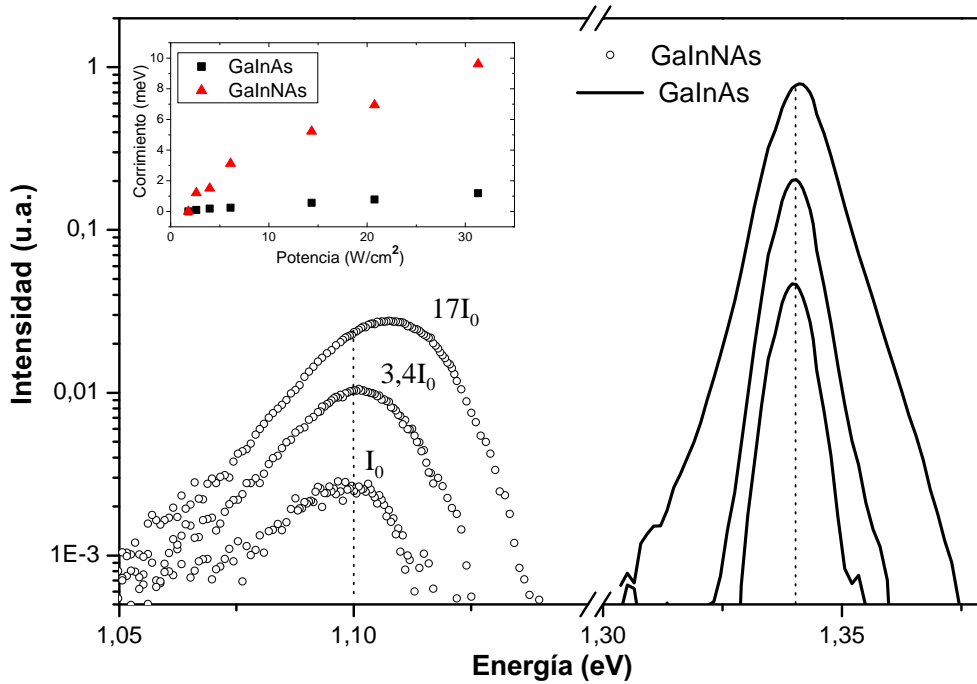 GaInAs
GaInNAs
Corrimiento (meV)
10
8
6
4
2
0
0
10
20
30
Potencia (W/cm²)
GaInNAs
GaInAs
Intensidad (u.a.)
1
0,1
0,01
1E-3
17I₀
3,4I₀
I₀
1,05
1,10
1,30
1,35
Energía (eV)